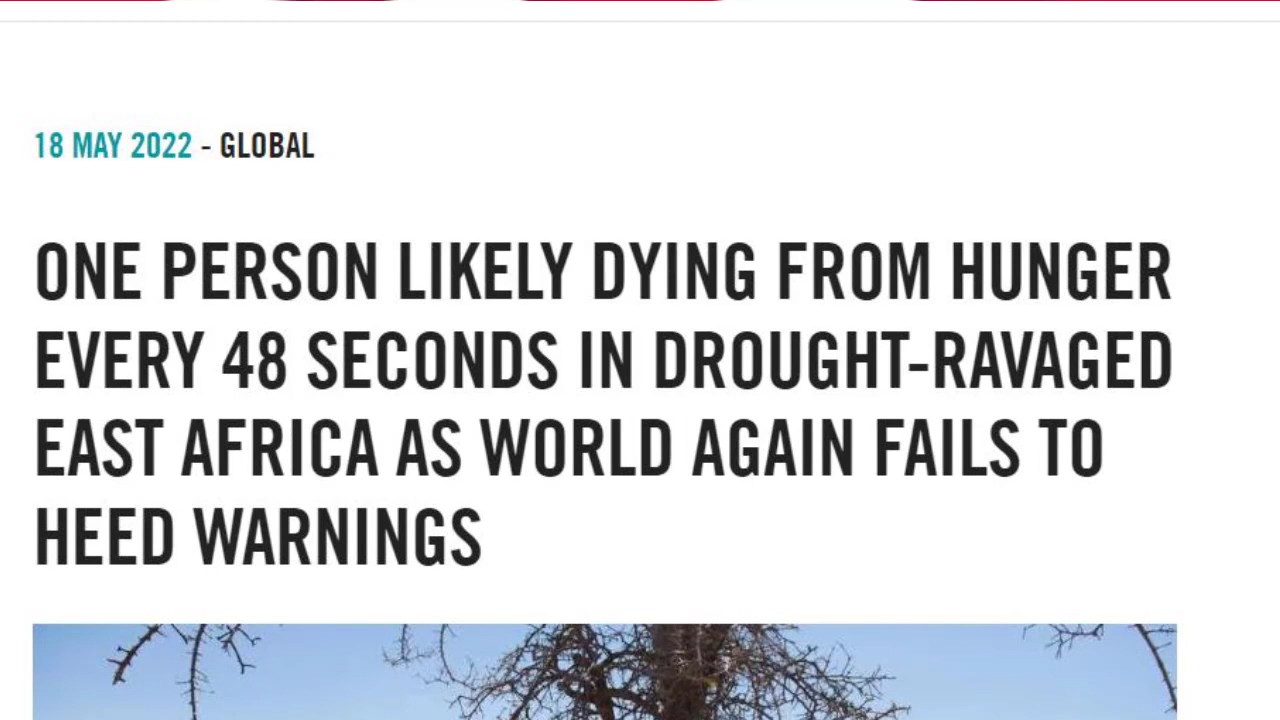 18 MAY 2022 - GLOBAL
ONE PERSON LIKELY DYING FROM HUNGER
EVERY 48 SECONDS IN DROUGHT-RAVAGED
EAST AFRICA AS WORLD AGAIN FAILS TO
HEED WARNINGS